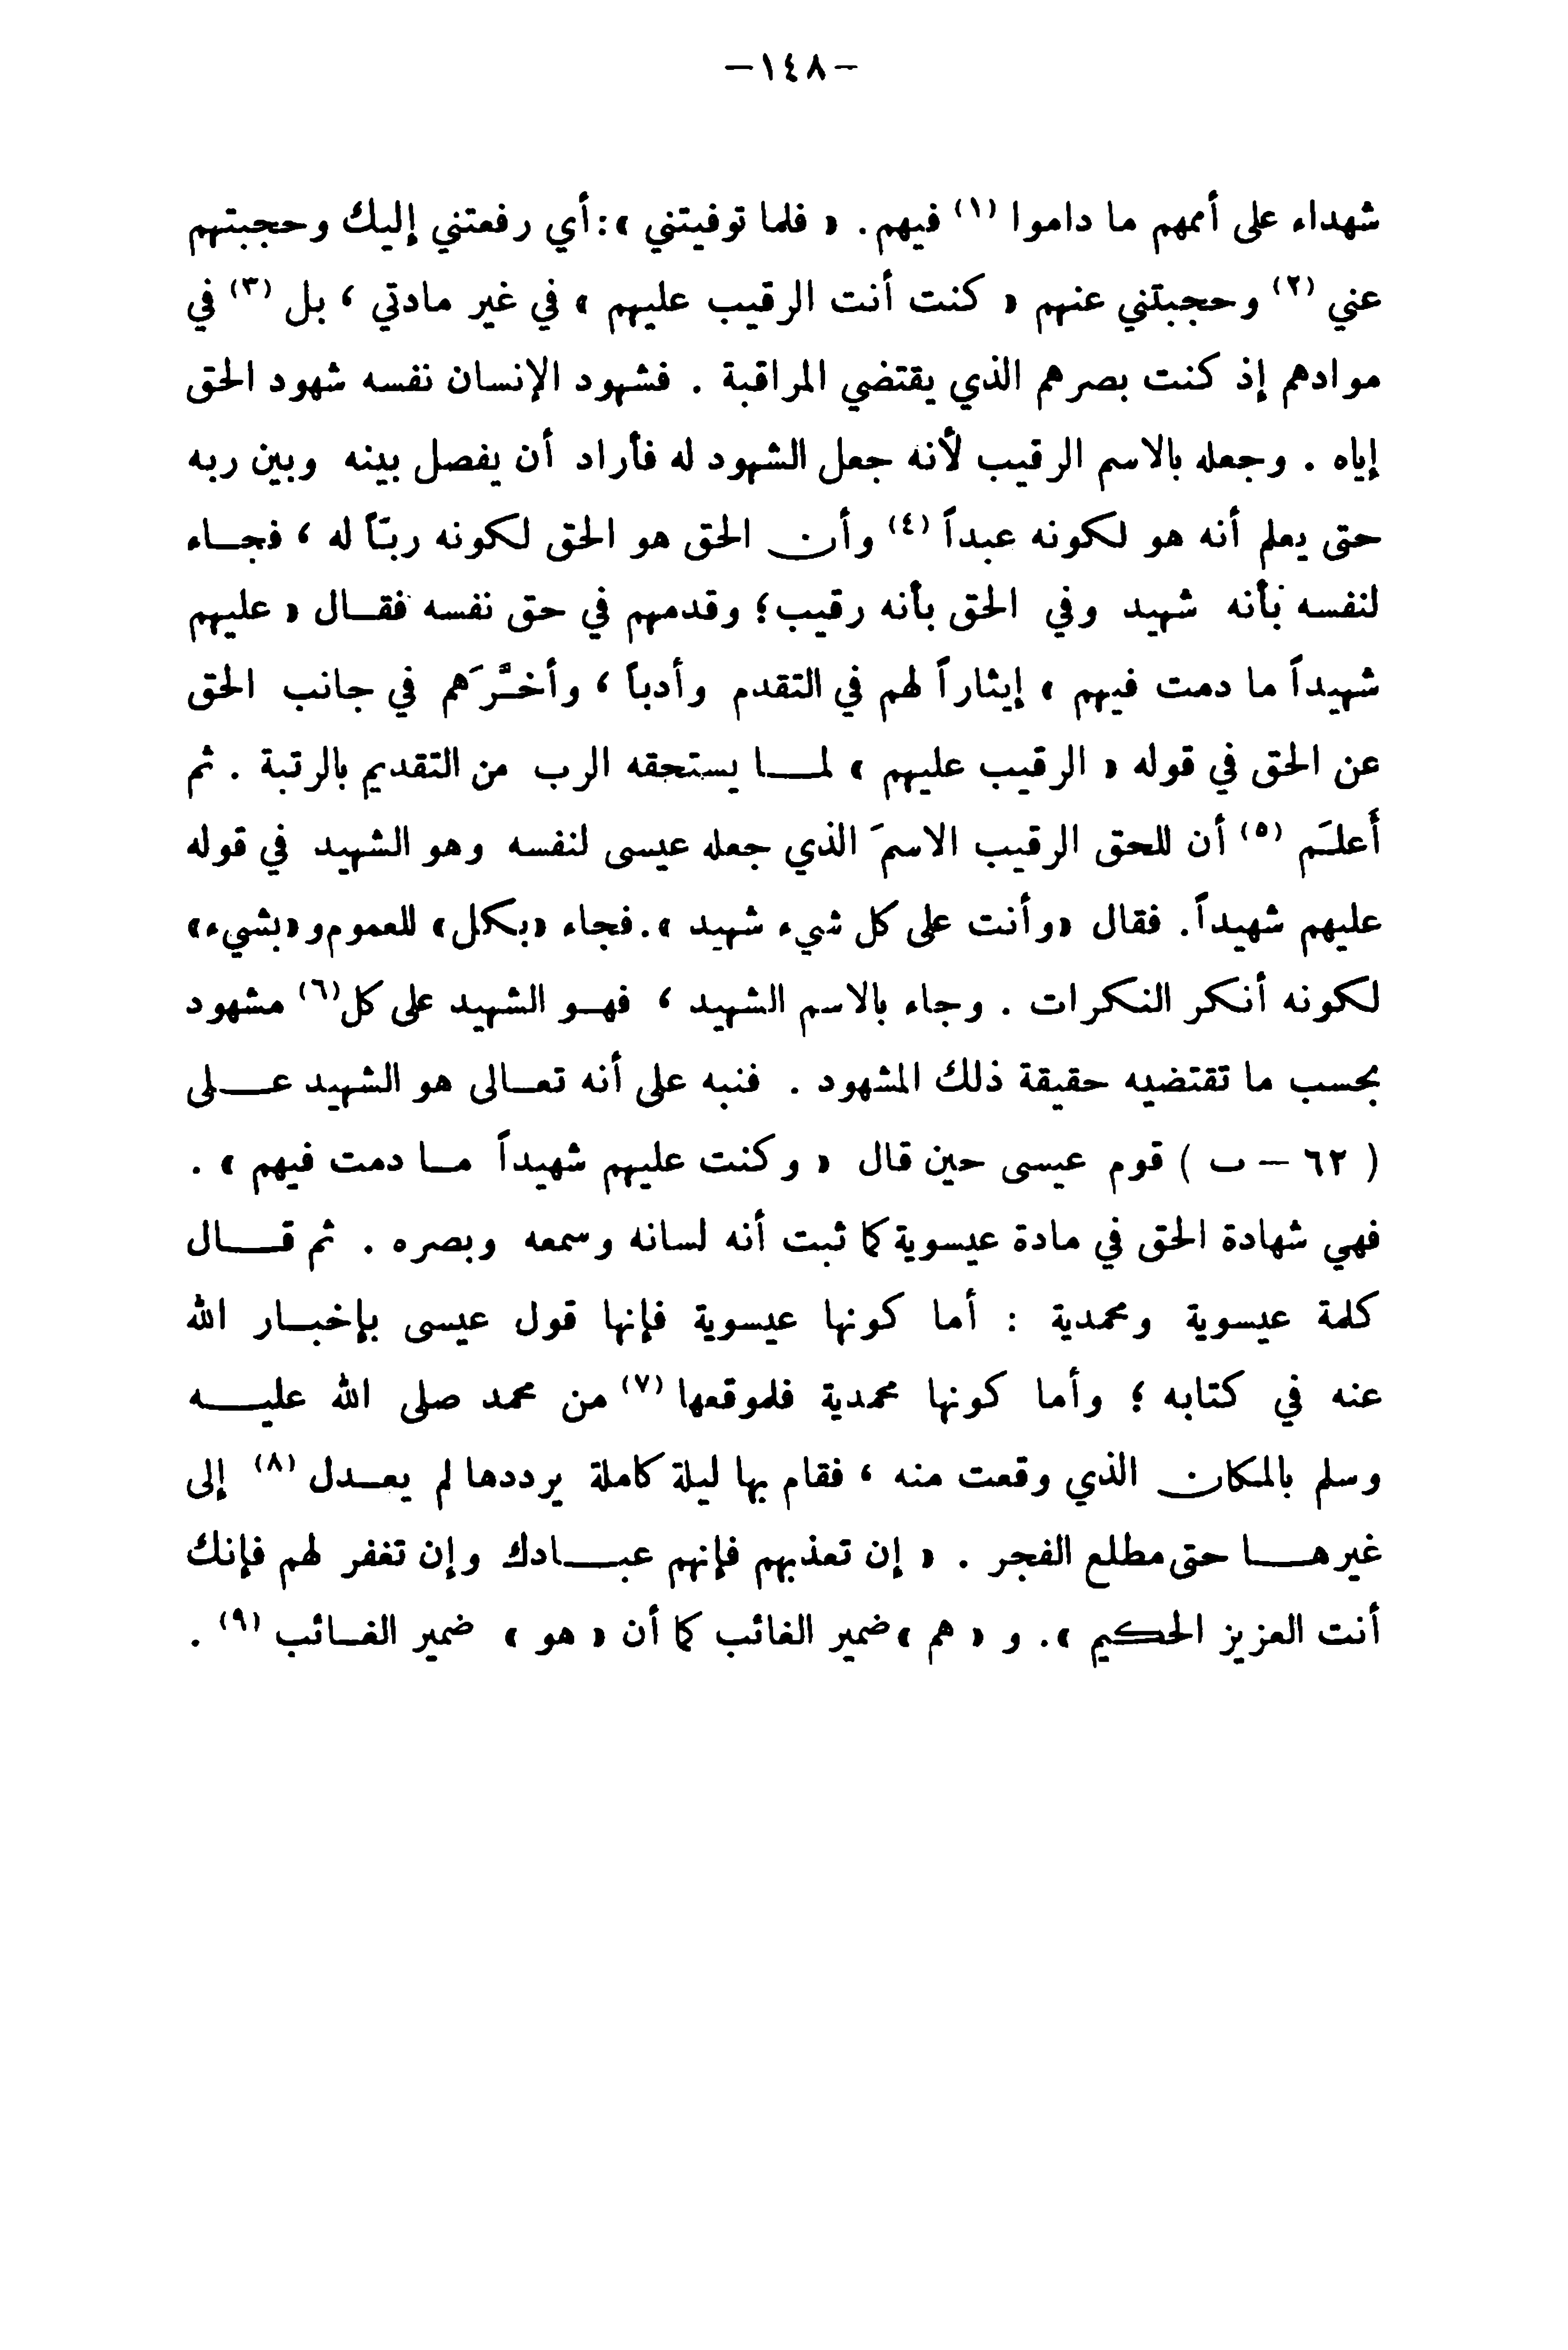 –١٤٨–
شهداء على أممهم ما داموا (١) فيهم. « فلما توفيتني »: أي رفعتني إليك وحجبتهم
عني (٢) وحجبتني عنهم « كنت أنت الرقيب عليهم » في غير مادتي ، بل (٣) في
موادهم إذ كنت بصرهم الذي يقتضي المراقبة . فشهود الإنسان نفسه شهود الحق
إياه . وجعله بالاسم الرقيب لأنه جعل الشهود له فأراد أن يفصل بينه وبين ربه
حتى يعلم أنه هو لكونه عبداً (٤) وأن الحق هو الحق لكونه ربّاً له ، فجاء
لنفسه بأنه شهيد وفي الحق بأنه رقيب؛ وقدمهم في حق نفسه فقال « عليهم
شهيداً ما دمت فيهم » إيثاراً لهم في التقدم وأدباً ، وأخَّرَهم في جانب الحق
عن الحق في قوله « الرقيب عليهم » لما يستحقه الرب من التقديم بالرتبة . ثم
أَعلَم (٥) أن للحق الرقيب الاسمَ الذي جعله عيسى لنفسه وهو الشهيد في قوله
عليهم شهيداً. فقال «وأنت على كل شيء شهيد ».فجاء «بكل» للعموم و«بشيء»
لكونه أنكر النكرات . وجاء بالاسم الشهيد ، فهو الشهيد على كل(٦) مشهود
بحسب ما تقتضيه حقيقة ذلك المشهود . فنبه على أنه تعالى هو الشهيد على
( ٦٢ – ب ) قوم عيسى حين قال « وكنت عليهم شهيداً ما دمت فيهم » .
فهي شهادة الحق في مادة عيسوية كما ثبت أنه لسانه وسمعه وبصره . ثم قال
كلمة عيسوية ومحمدية : أما كونها عيسوية فإنها قول عيسى بإخبار الله
عنه في كتابه ؛ وأما كونها محمدية فلموقعها (٧) من محمد صلى الله عليه
وسلم بالمكان الذي وقعت منه ، فقام بها ليلة كاملة يرددها لم يعدل (٨) إلى
غيرها حتى مطلع الفجر . « إن تعذبهم فإنهم عبادك وإن تغفر لهم فإنك
أنت العزيز الحكيم ». و « هم » ضمير الغائب كما أن « هو » ضمير الغائب (٩) .